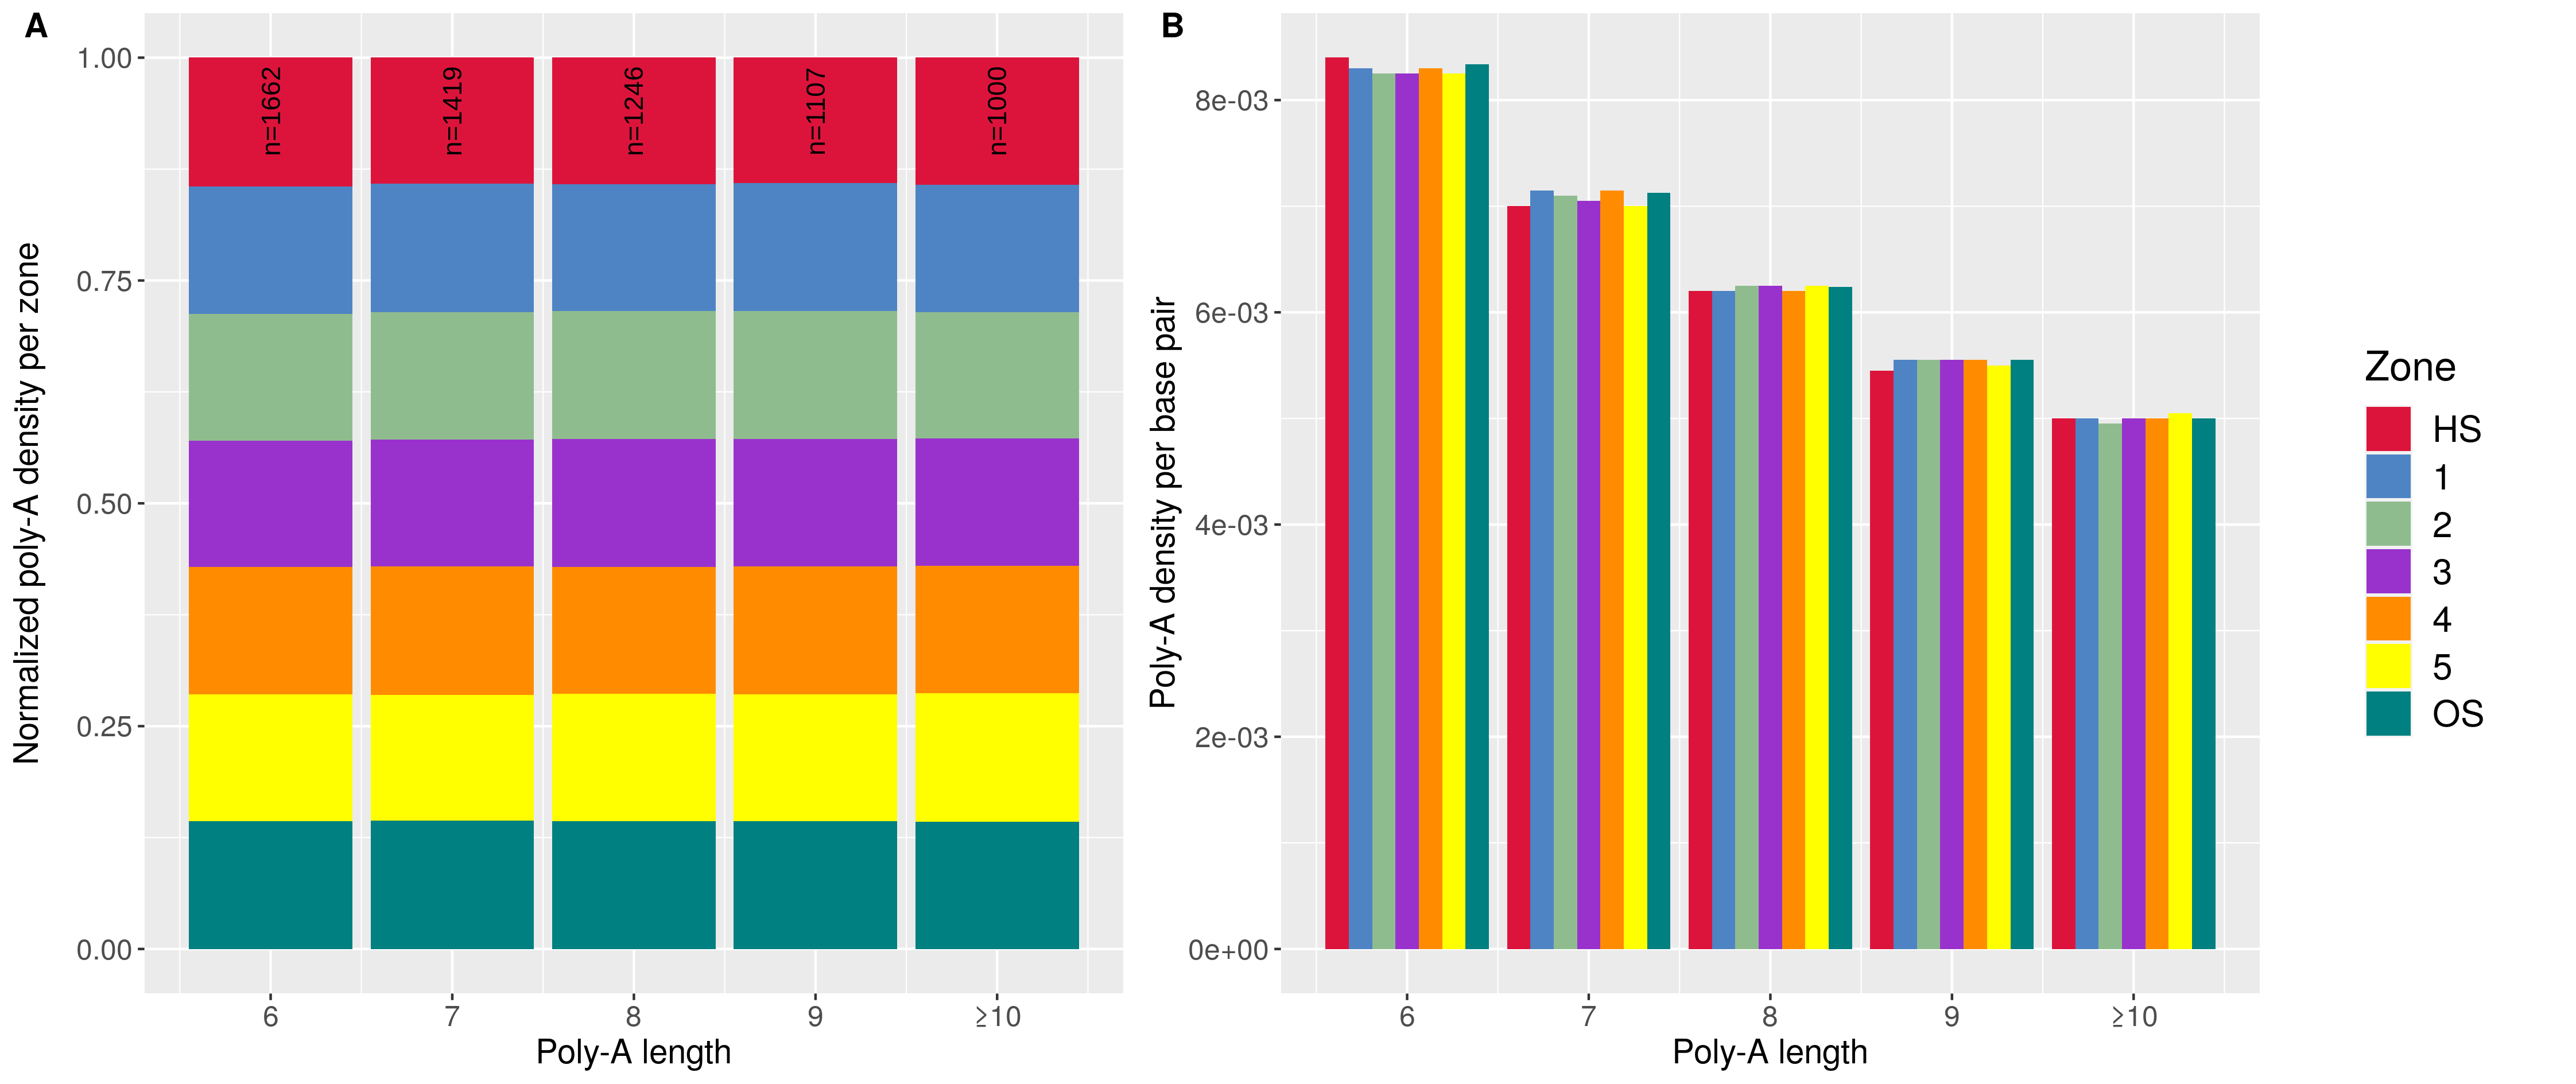 A
Normalized poly-A density per zone
1.00
0.75
0.50
0.25
0.00
n=1662
n=1419
n=1246
n=1107
n=1000
6
7
8
9
≥10
Poly-A length
B
Poly-A density per base pair
8e-03
6e-03
4e-03
2e-03
0e+00
6
7
8
9
≥10
Poly-A length
Zone
HS
1
2
3
4
5
OS